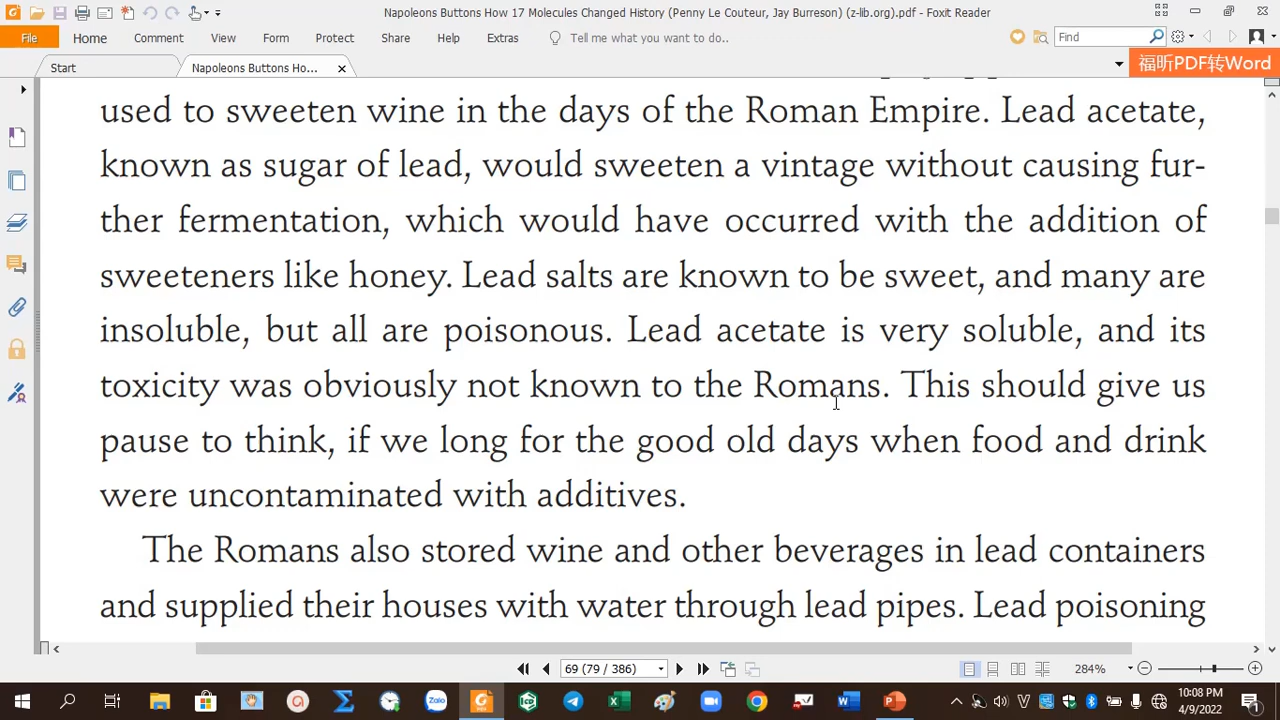 Napoleons Buttons How 17 Molecules Changed History (Penny Le Couteur, Jay Burreson) (z-lib.org).pdf - Foxit Reader
File Home Comment View Form Protect Share Help Extras Tell me what you want to do.. Find
Start Napoleons Buttons Ho... 福昕PDF转Word
used to sweeten wine in the days of the Roman Empire. Lead acetate,
known as sugar of lead, would sweeten a vintage without causing fur-
ther fermentation, which would have occurred with the addition of
sweeteners like honey. Lead salts are known to be sweet, and many are
insoluble, but all are poisonous. Lead acetate is very soluble, and its
toxicity was obviously not known to the Romans. This should give us
pause to think, if we long for the good old days when food and drink
were uncontaminated with additives.
The Romans also stored wine and other beverages in lead containers
and supplied their houses with water through lead pipes. Lead poisoning
69 (79 / 386) 284%
10:08 PM
4/9/2022